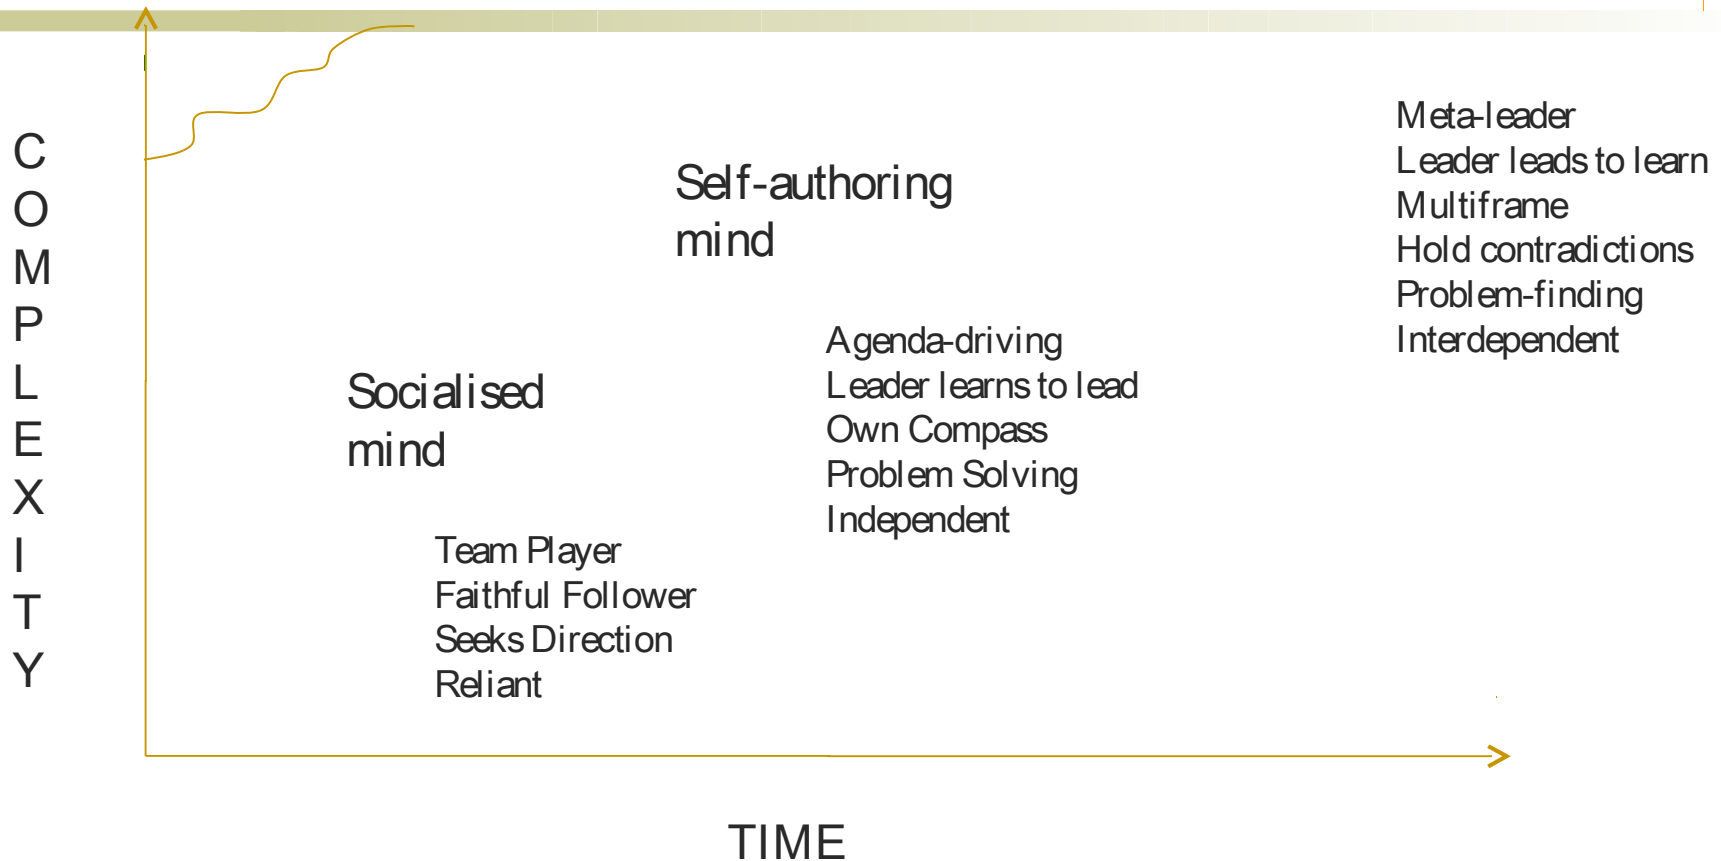 COMPLEXITY
Socialised
mind
Team Player
Faithful Follower
Seeks Direction
Reliant
Self-authoring
mind
Agenda-driving
Leader learns to lead
Own Compass
Problem Solving
Independent
Meta-leader
Leader leads to learn
Multiframe
Hold contradictions
Problem-finding
Interdependent
TIME